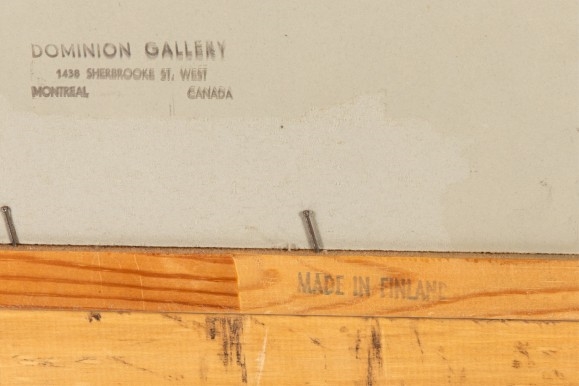 DOMINION GALLERY
1438 SHERBROOKE ST. WEST
MONTREAL CANADA
MADE IN FINLAND